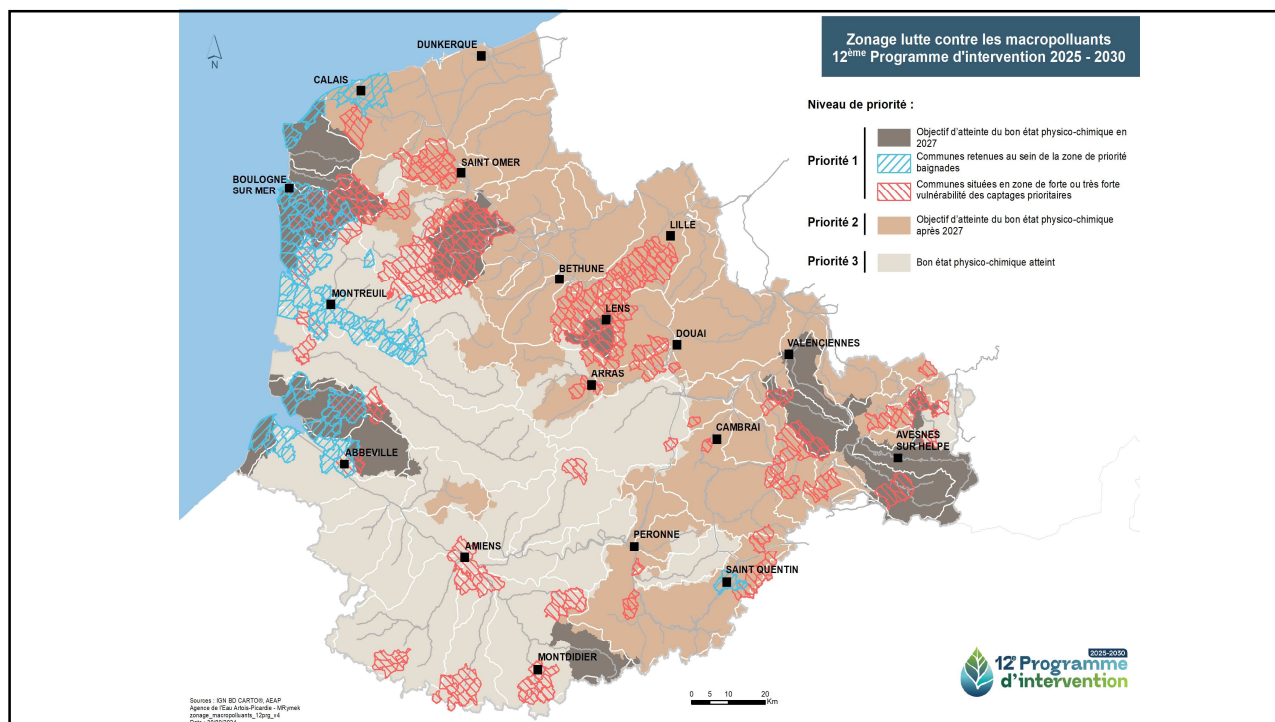 Zonage lutte contre les macropolluants
12ème Programme d'intervention 2025 - 2030
N
DUNKERQUE
CALAIS
SAINT OMER
BOULOGNE
SUR MER
LILLE
BETHUNE
MONTREUIL
LENS
DOUAI
VALENCIENNES
ARRAS
CAMBRAI
AVESNES
SUR HELPE
ABBEVILLE
PERONNE
AMIENS
SAINT QUENTIN
MONTDIDIER
Niveau de priorité :
Priorité 1
Objectif d'atteinte du bon état physico-chimique en
2027
Communes retenues au sein de la zone de priorité
baignades
Communes situées en zone de forte ou très forte
vulnérabilité des captages prioritaires
Priorité 2
Objectif d'atteinte du bon état physico-chimique
après 2027
Priorité 3
Bon état physico-chimique atteint
0 5 10 20
Km
2025-2030
12e Programme
d'intervention
Sources : IGN BD CARTO®, AEAP
Agence de l'Eau Artois-Picardie - MRymek
zonage_macropolluants_12prg_v4